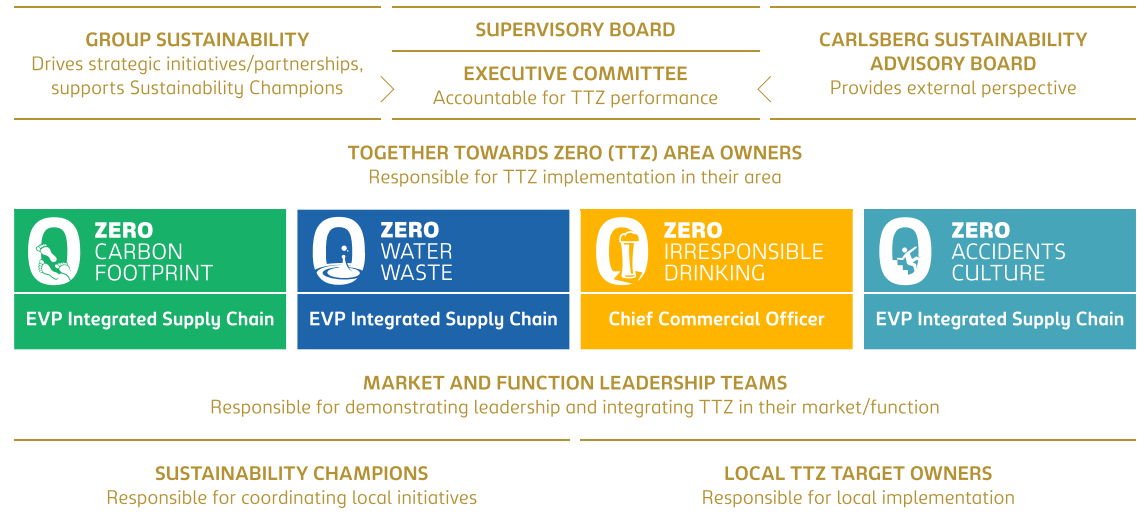 GROUP SUSTAINABILITY
Drives strategic initiatives/partnerships,
supports Sustainability Champions
SUPERVISORY BOARD
EXECUTIVE COMMITTEE
Accountable for TTZ performance
CARLSBERG SUSTAINABILITY
ADVISORY BOARD
Provides external perspective
TOGETHER TOWARDS ZERO (TTZ) AREA OWNERS
Responsible for TTZ implementation in their area
ZERO
CARBON
FOOTPRINT
EVP Integrated Supply Chain
ZERO
WATER
WASTE
EVP Integrated Supply Chain
ZERO
IRRESPONSIBLE
DRINKING
Chief Commercial Officer
ZERO
ACCIDENTS
CULTURE
EVP Integrated Supply Chain
MARKET AND FUNCTION LEADERSHIP TEAMS
Responsible for demonstrating leadership and integrating TTZ in their market/function
SUSTAINABILITY CHAMPIONS
Responsible for coordinating local initiatives
LOCAL TTZ TARGET OWNERS
Responsible for local implementation